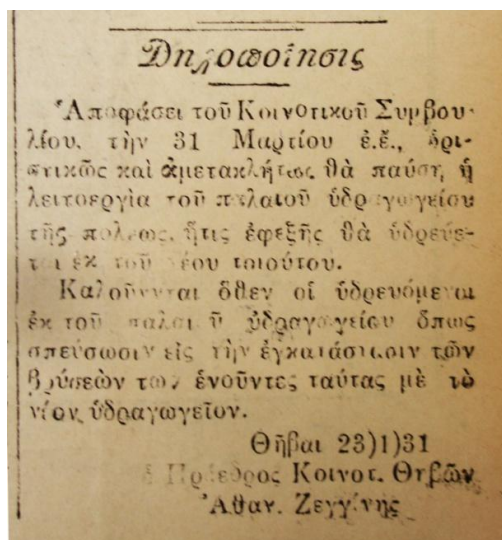 Δηλοποίησις
Ἀποφάσει τοῦ Κοινοτικοῦ Συμβου-
λίου. τὴν 31 Μαρτίου ἐ.ἔ., ὁρι-
στικῶς καὶ ἀμετακλήτως θὰ παύσῃ ἡ
λειτοεργία τοῦ παλαιοῦ ὑδραγωγείου
τῆς πόλεως, ἥτις ἐφεξῆς θὰ ὑδρεύε-
ται ἐκ τοῦ νέου τοιούτου.
Καλοῦνται ὅθεν οἱ ὑδρευόμενοι
ἐκ τοῦ παλαιοῦ ὑδραγωγείου ὅπως
σπεύσωσιν εἰς τὴν ἐγκατάστασιν τῶν
βρύσεών των ἑνοῦντες ταύτας μὲ τὸ
νέον ὑδραγωγεῖον.
Θῆβαι 23)1)31
ὁ Πρόεδρος Κοινοτ. Θηβῶν
Ἀθαν. Ζεγγίνης